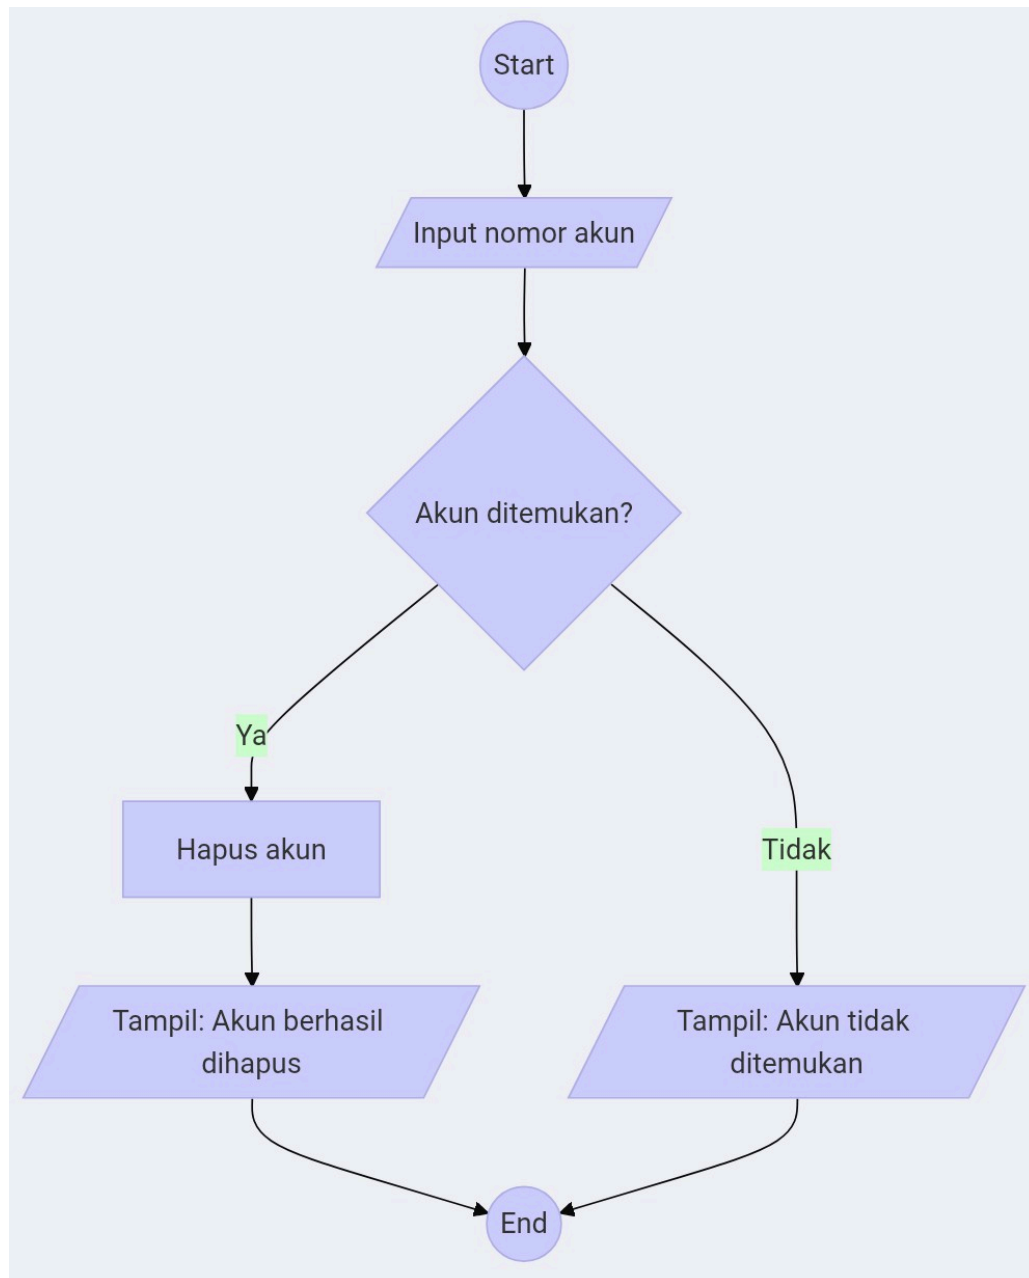 Start
Input nomor akun
Akun ditemukan?
Ya
Hapus akun
Tidak
Tampil: Akun berhasil
dihapus
Tampil: Akun tidak
ditemukan
End